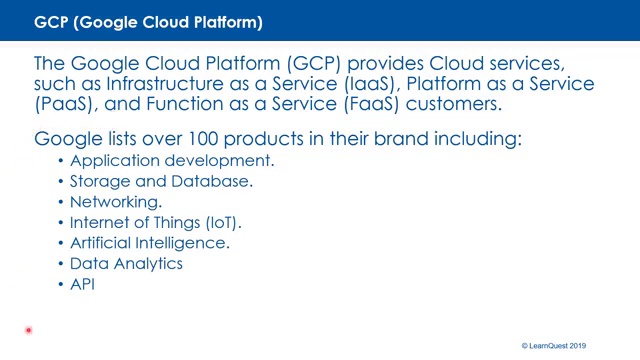 GCP (Google Cloud Platform)
The Google Cloud Platform (GCP) provides Cloud services,
such as Infrastructure as a Service (IaaS), Platform as a Service
(PaaS), and Function as a Service (FaaS) customers.
Google lists over 100 products in their brand including:
• Application development.
• Storage and Database.
• Networking.
• Internet of Things (IoT).
• Artificial Intelligence.
• Data Analytics
• API
© LearnQuest 2019